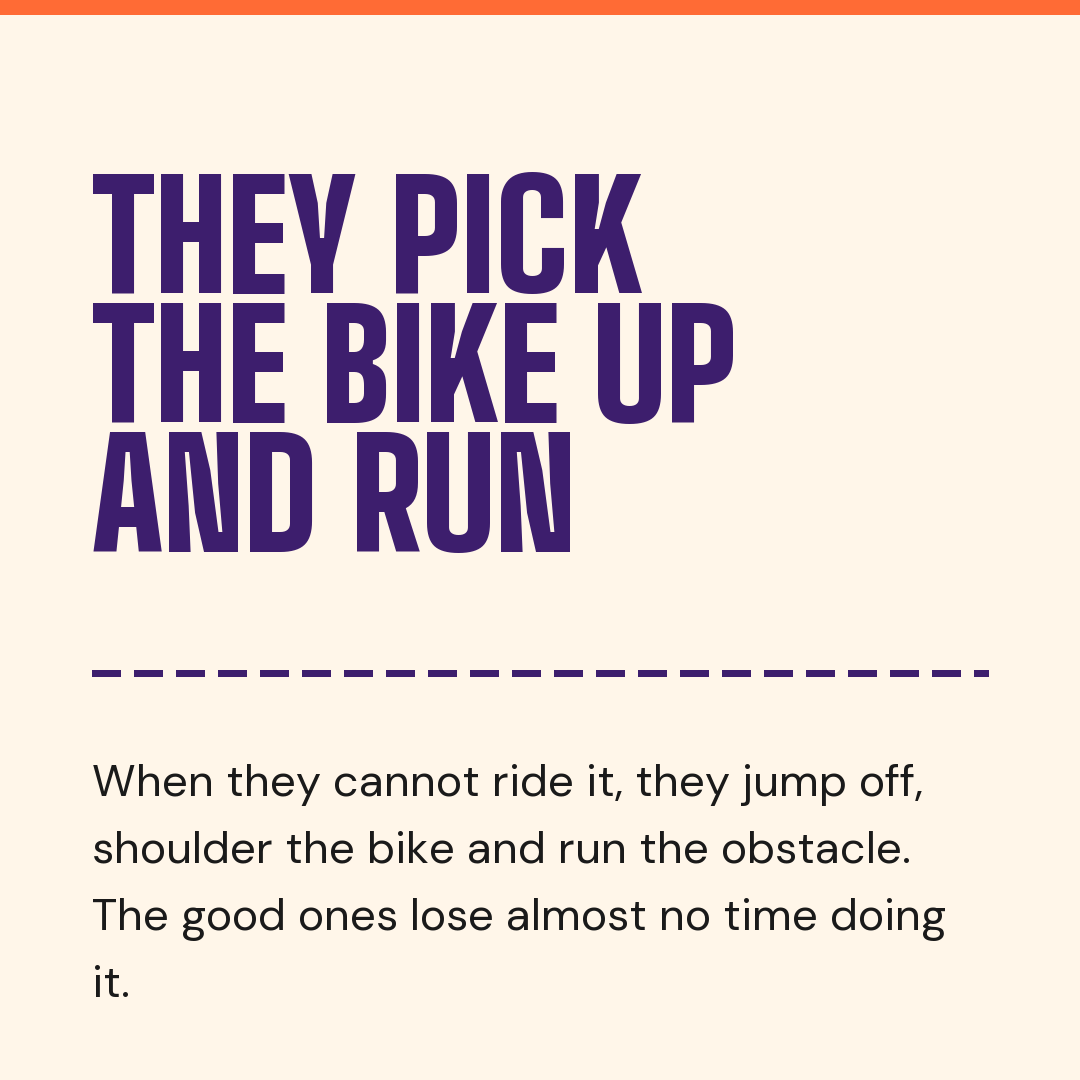 THEY PICK
THE BIKE UP
AND RUN
When they cannot ride it, they jump off,
shoulder the bike and run the obstacle.
The good ones lose almost no time doing
it.